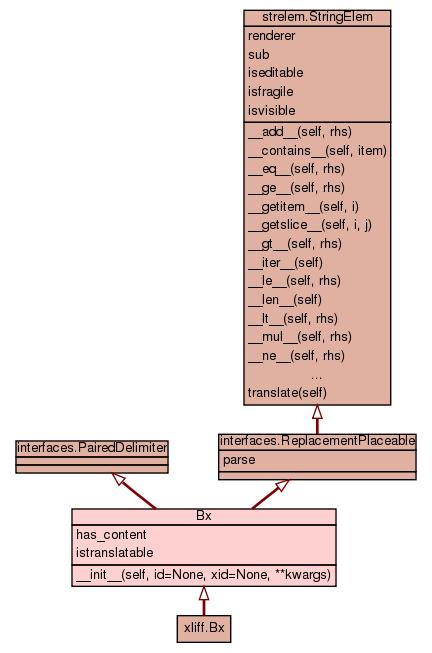 strelem.StringElem
renderer
sub
iseditable
isfragile
isvisible
__add__(self, rhs)
__contains__(self, item)
__eq__(self, rhs)
__ge__(self, rhs)
__getitem__(self, i)
__getslice__(self, i, j)
__gt__(self, rhs)
__iter__(self)
__le__(self, rhs)
__len__(self)
__lt__(self, rhs)
__mul__(self, rhs)
__ne__(self, rhs)
...
translate(self)
interfaces.PairedDelimiter
interfaces.ReplacementPlaceable
parse
Bx
has_content
istranslatable
__init__(self, id=None, xid=None, **kwargs)
xliff.Bx